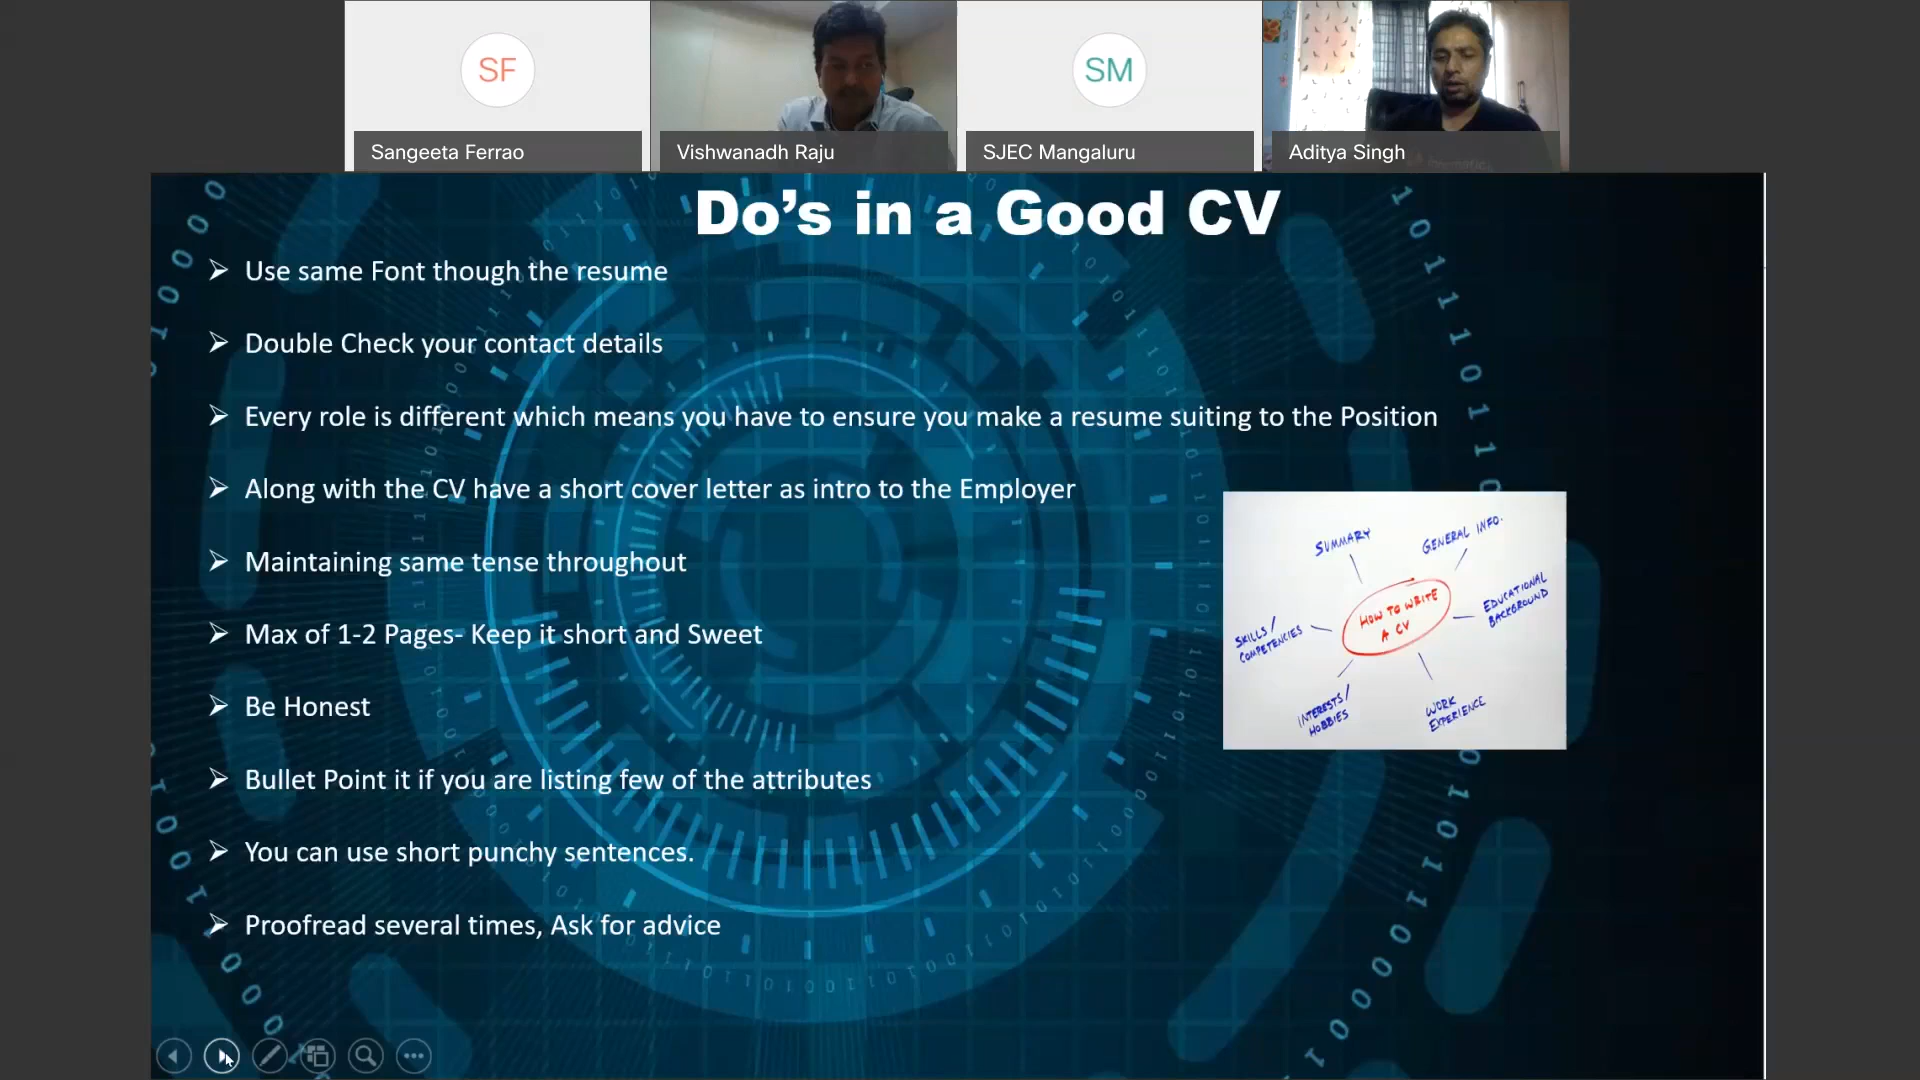 SF
SM
Sangeeta Ferrao
Vishwanadh Raju
SJEC Mangaluru
Aditya Singh
Do's in a Good CV
Use same Font though the resume
Double Check your contact details
Every role is different which means you have to ensure you make a resume suiting to the Position
Along with the CV have a short cover letter as intro to the Employer
Maintaining same tense throughout
Max of 1-2 Pages- Keep it short and Sweet
Be Honest
Bullet Point it if you are listing few of the attributes
You can use short punchy sentences.
Proofread several times, Ask for advice
SUMMARY
GENERAL INFO.
HOW TO WRITE
A CV
EDUCATIONAL
BACKGROUND
SKILLS/
COMPETENCIES
INTERESTS/
HOBBIES
WORK
EXPERIENCE